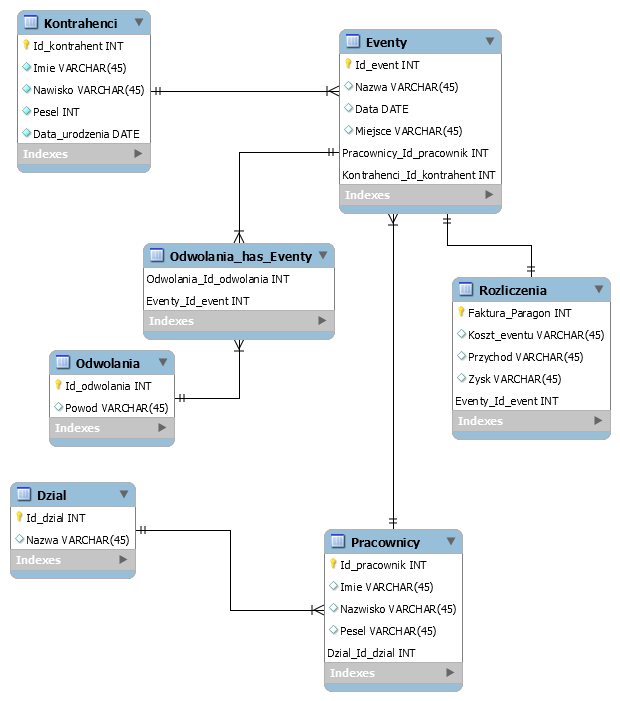 Kontrahenci
Id_kontrahent INT
Imie VARCHAR(45)
Nawisko VARCHAR(45)
Pesel INT
Data_urodzenia DATE
Indexes
Eventy
Id_event INT
Nazwa VARCHAR(45)
Data DATE
Miejsce VARCHAR(45)
Pracownicy_Id_pracownik INT
Kontrahenci_Id_kontrahent INT
Indexes
Odwolania_has_Eventy
Odwolania_Id_odwolania INT
Eventy_Id_event INT
Indexes
Rozliczenia
Faktura_Paragon INT
Koszt_eventu VARCHAR(45)
Przychod VARCHAR(45)
Zysk VARCHAR(45)
Eventy_Id_event INT
Indexes
Odwolania
Id_odwolania INT
Powod VARCHAR(45)
Indexes
Dzial
Id_dzial INT
Nazwa VARCHAR(45)
Indexes
Pracownicy
Id_pracownik INT
Imie VARCHAR(45)
Nazwisko VARCHAR(45)
Pesel VARCHAR(45)
Dzial_Id_dzial INT
Indexes